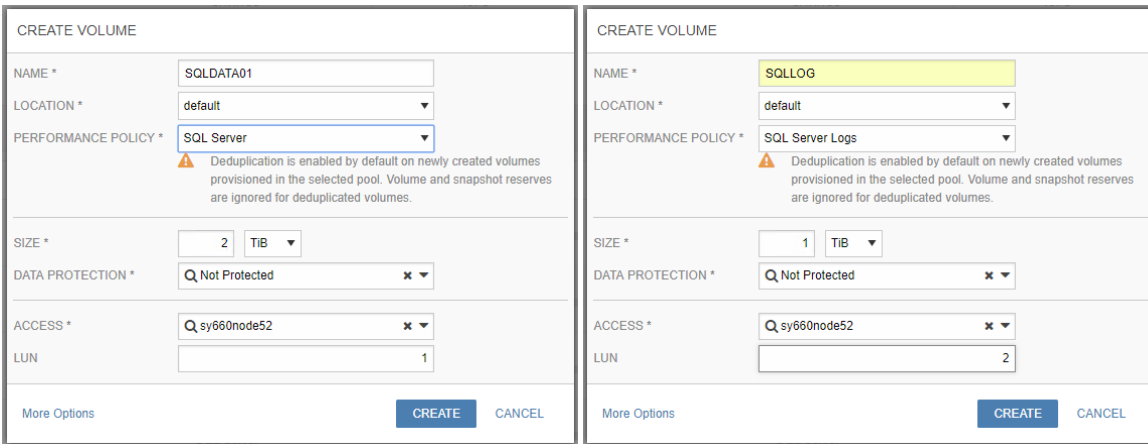 CREATE VOLUME
NAME *
SQLDATA01
LOCATION *
default
PERFORMANCE POLICY *
SQL Server
Deduplication is enabled by default on newly created volumes
provisioned in the selected pool. Volume and snapshot reserves
are ignored for deduplicated volumes.
SIZE *
2 TiB
DATA PROTECTION *
Not Protected
ACCESS *
sy660node52
LUN
1
More Options
CREATE
CANCEL
CREATE VOLUME
NAME *
SQLLOG
LOCATION *
default
PERFORMANCE POLICY *
SQL Server Logs
Deduplication is enabled by default on newly created volumes
provisioned in the selected pool. Volume and snapshot reserves
are ignored for deduplicated volumes.
SIZE *
1 TiB
DATA PROTECTION *
Not Protected
ACCESS *
sy660node52
LUN
2
More Options
CREATE
CANCEL